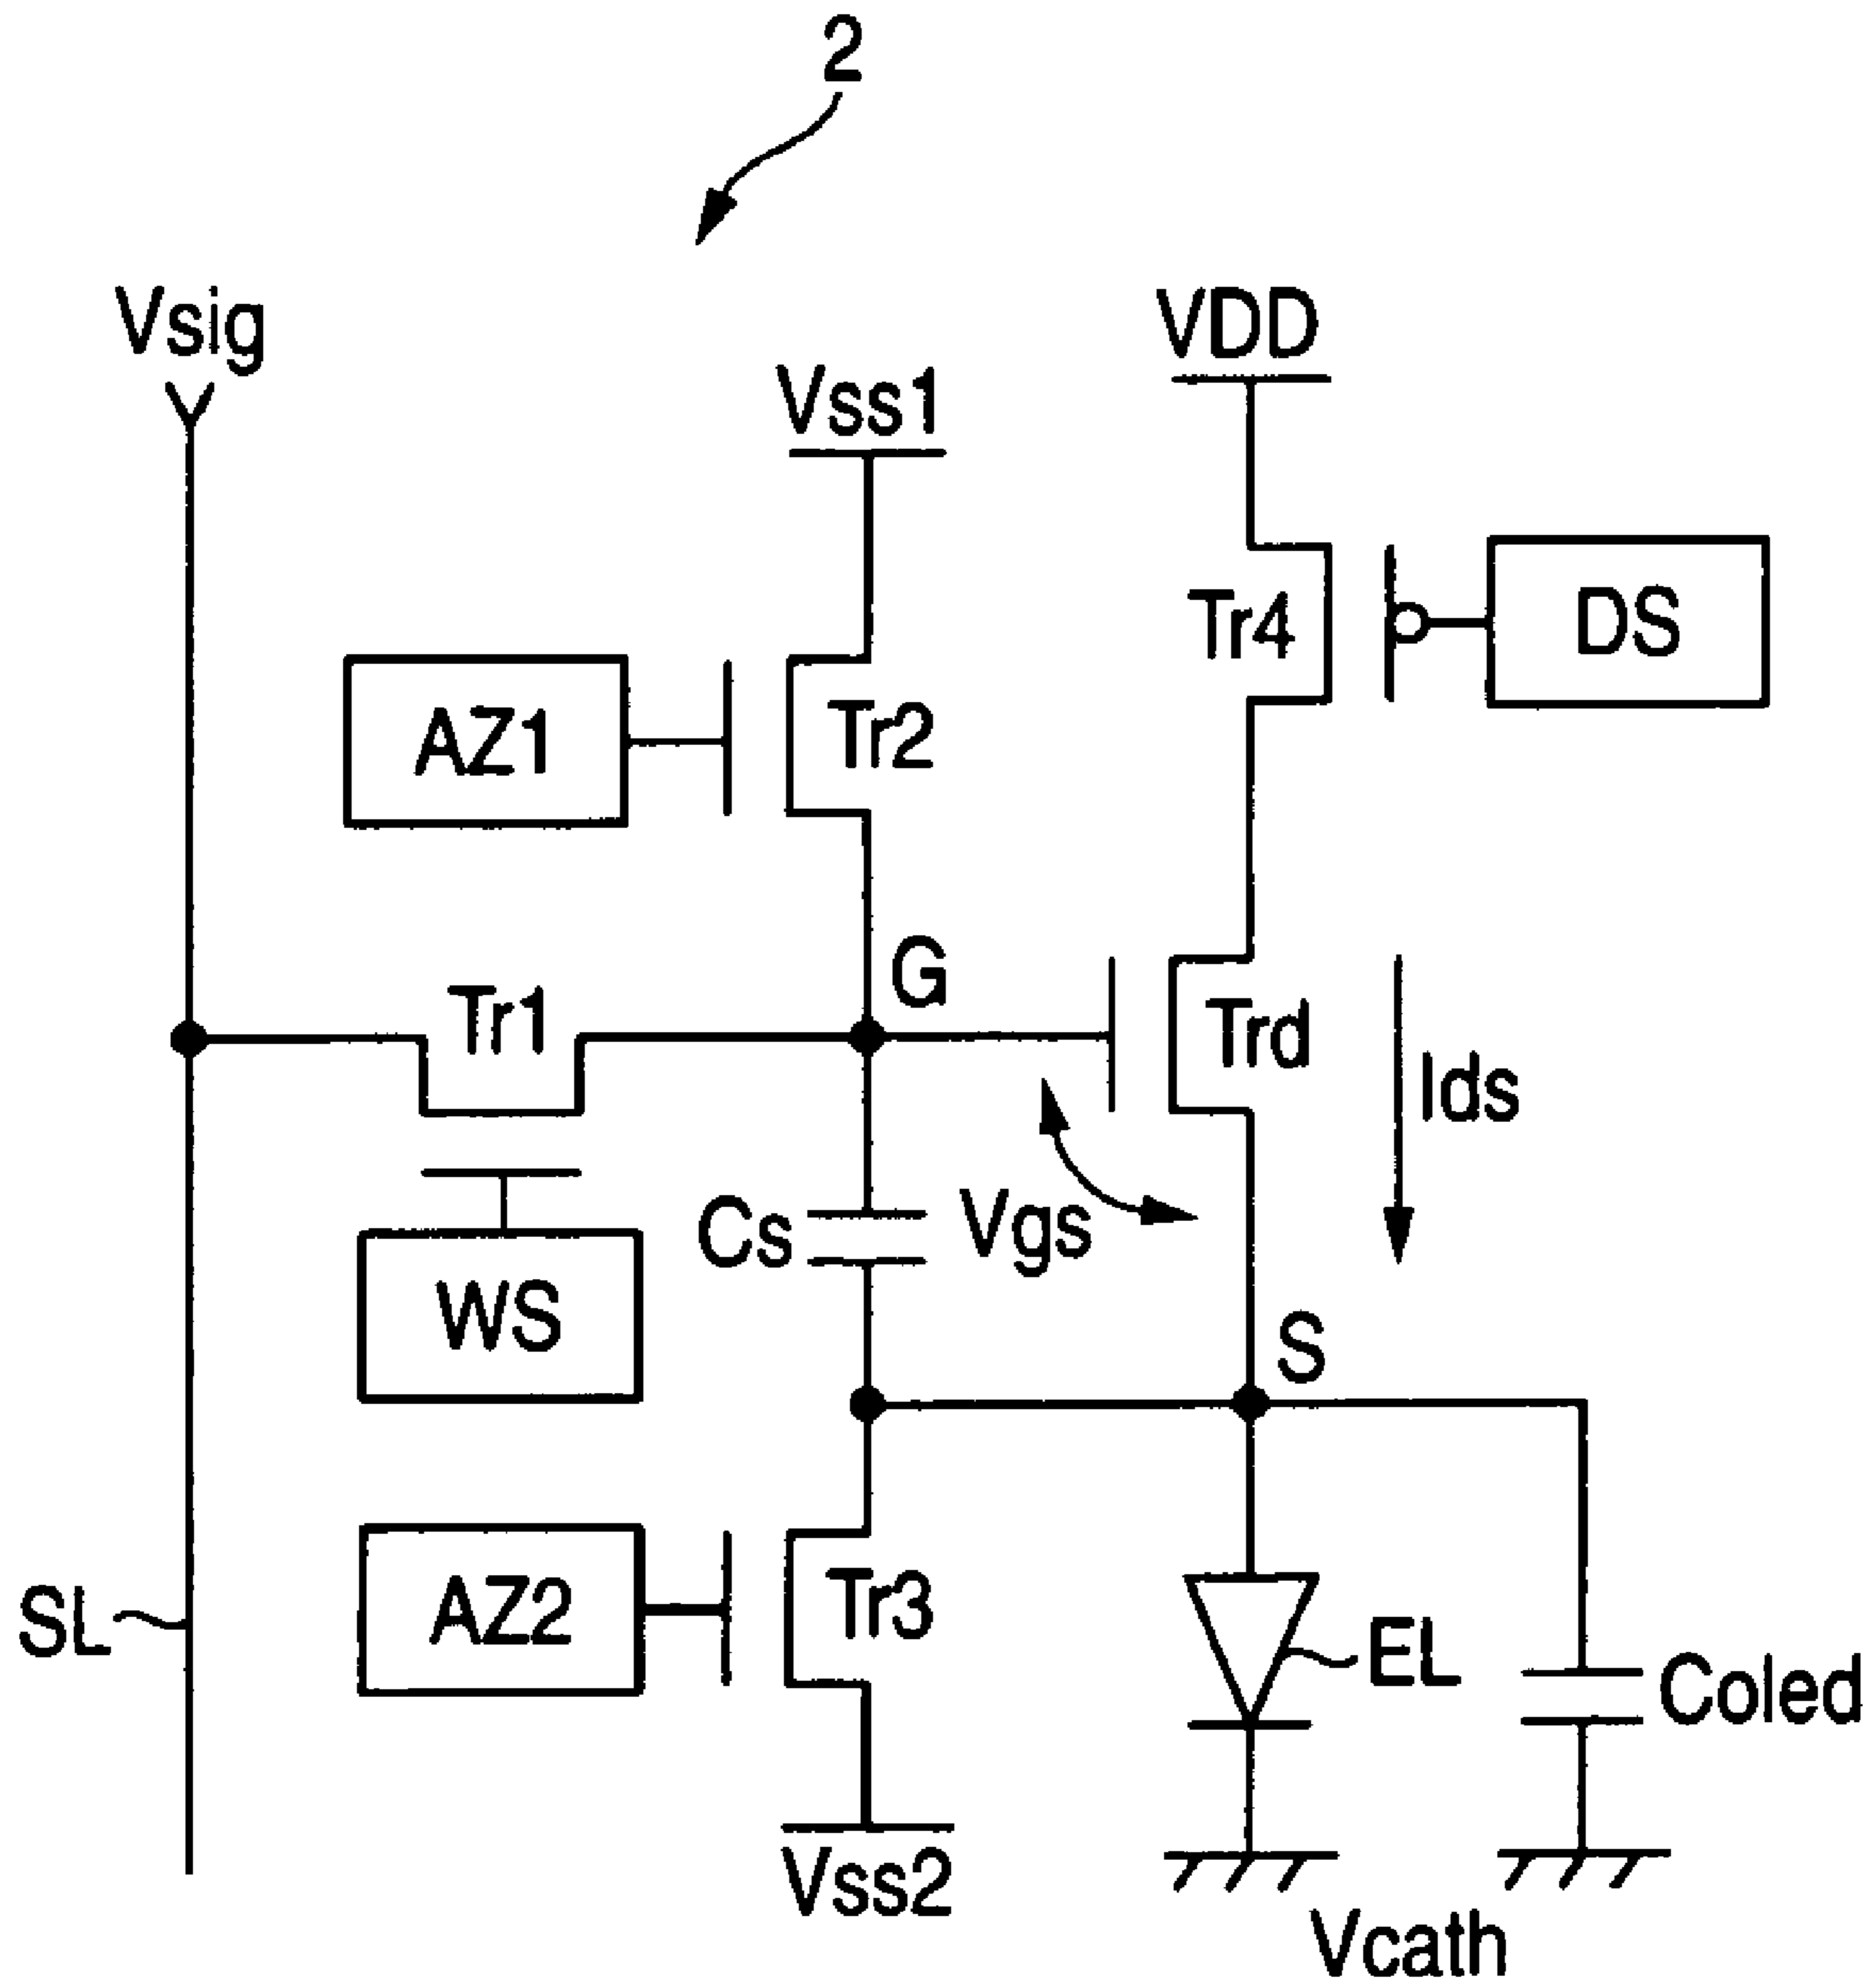 2
Vsig
VDD
Vss1
Tr4
DS
AZ1
Tr2
G
Tr1
Trd
Ids
Cs
Vgs
WS
S
AZ2
Tr3
SL
EL
Coled
Vss2
Vcath